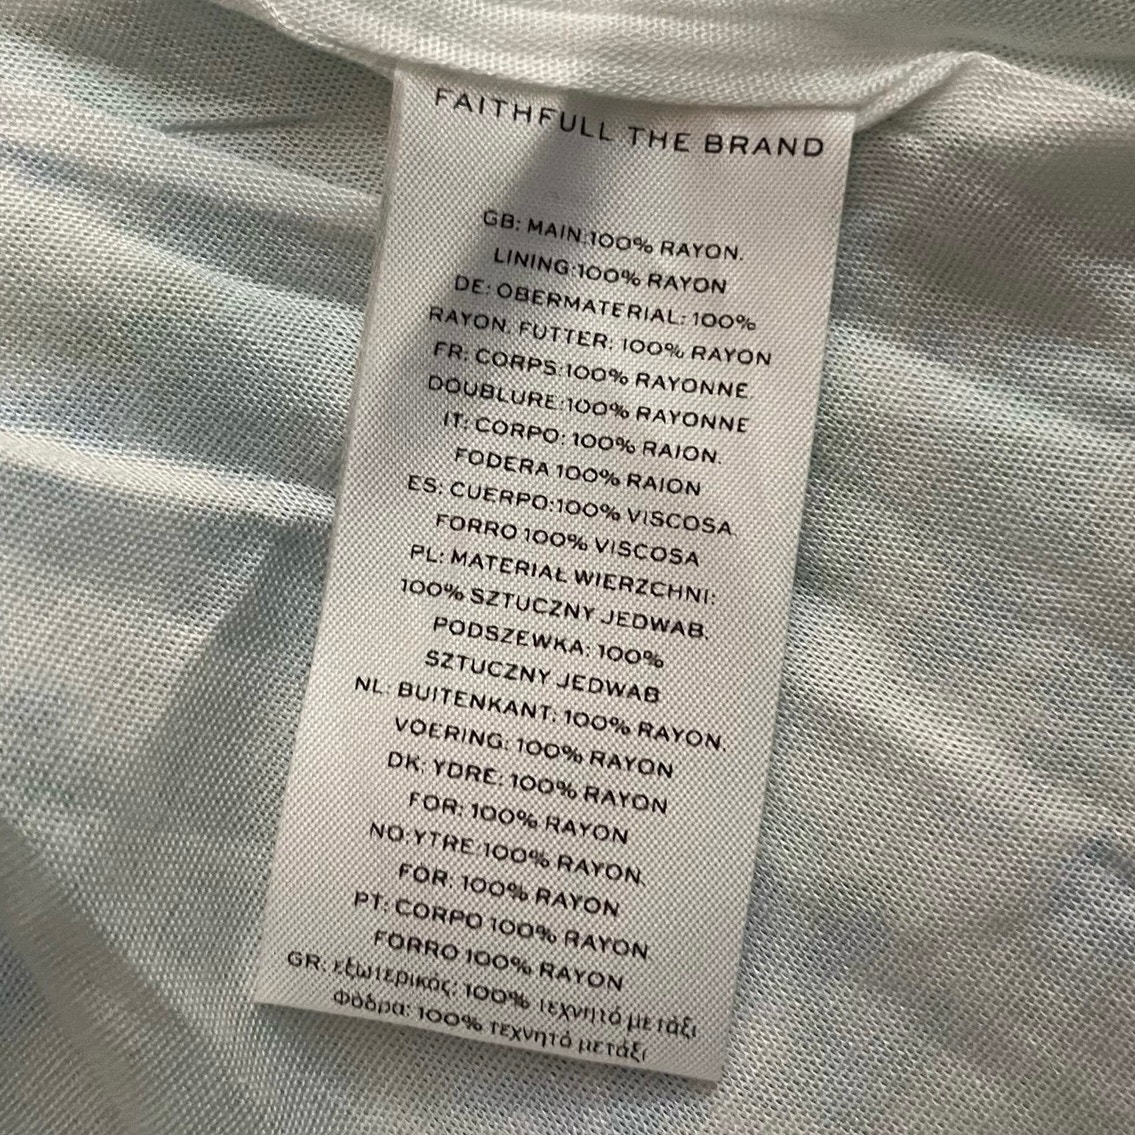 FAITHFULL THE BRAND
GB: MAIN:100% RAYON.
LINING:100% RAYON
DE: OBERMATERIAL: 100%
RAYON. FUTTER: 100% RAYON
FR: CORPS:100% RAYONNE
DOUBLURE:100% RAYONNE
IT: CORPO: 100% RAION.
FODERA 100% RAION
ES: CUERPO:100% VISCOSA
FORRO 100% VISCOSA
PL: MATERIAŁ WIERZCHNI:
100% SZTUCZNY JEDWAB.
PODSZEWKA: 100%
SZTUCZNY JEDWAB
NL: BUITENKANT: 100% RAYON.
VOERING: 100% RAYON
DK: YDRE: 100% RAYON
FOR: 100% RAYON
NO:YTRE:100% RAYON.
FOR: 100% RAYON
PT: CORPO 100% RAYON
FORRO 100% RAYON
GR. εξωτερικός: 100% τεχνητό μετάξι
Φόδρα: 100% τεχνητό μετάξι